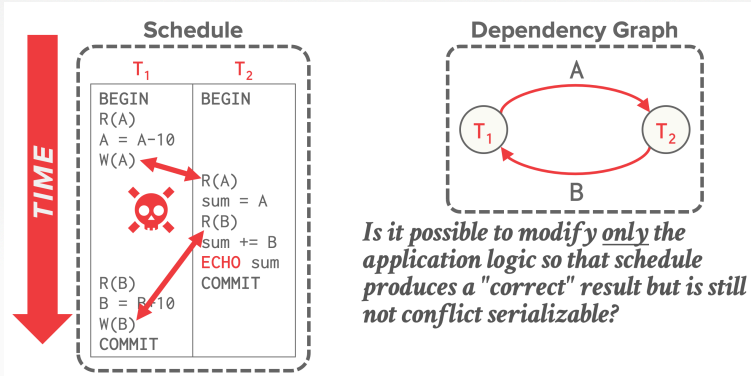 Schedule
Dependency Graph
TIME
T1
T2
BEGIN
R(A)
A = A-10
W(A)
R(B)
B = B+10
W(B)
COMMIT
BEGIN
R(A)
sum = A
R(B)
sum += B
ECHO sum
COMMIT
A
T1
T2
B
Is it possible to modify only the
application logic so that schedule
produces a "correct" result but is still
not conflict serializable?